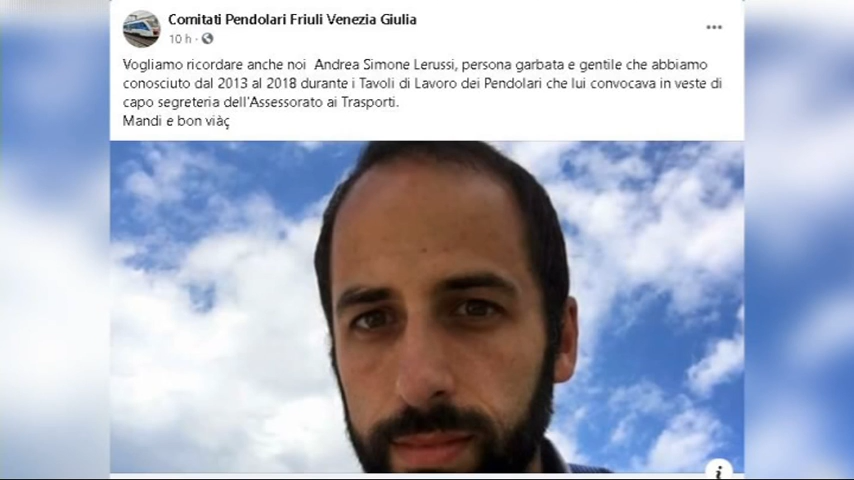 Comitati Pendolari Friuli Venezia Giulia
10 h ·
Vogliamo ricordare anche noi Andrea Simone Lerussi, persona garbata e gentile che abbiamo
conosciuto dal 2013 al 2018 durante i Tavoli di Lavoro dei Pendolari che lui convocava in veste di
capo segreteria dell'Assessorato ai Trasporti.
Mandi e bon viàç